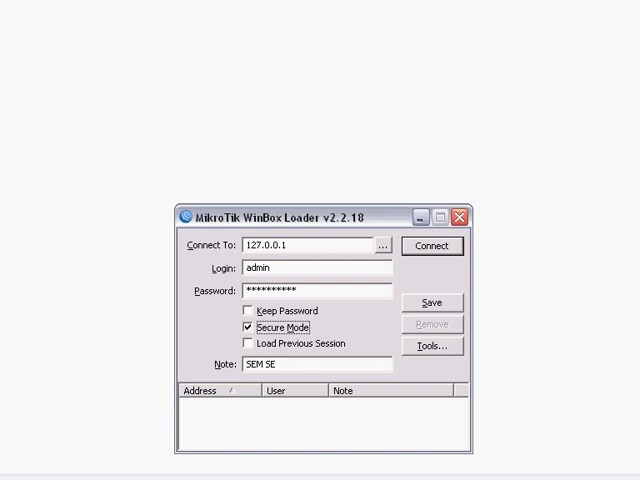 MikroTik WinBox Loader v2.2.18
Connect To: 127.0.0.1 ... Connect
Login: admin
Password: **********
Keep Password Save
Secure Mode Remove
Load Previous Session Tools...
Note: SEM SE
Address User Note